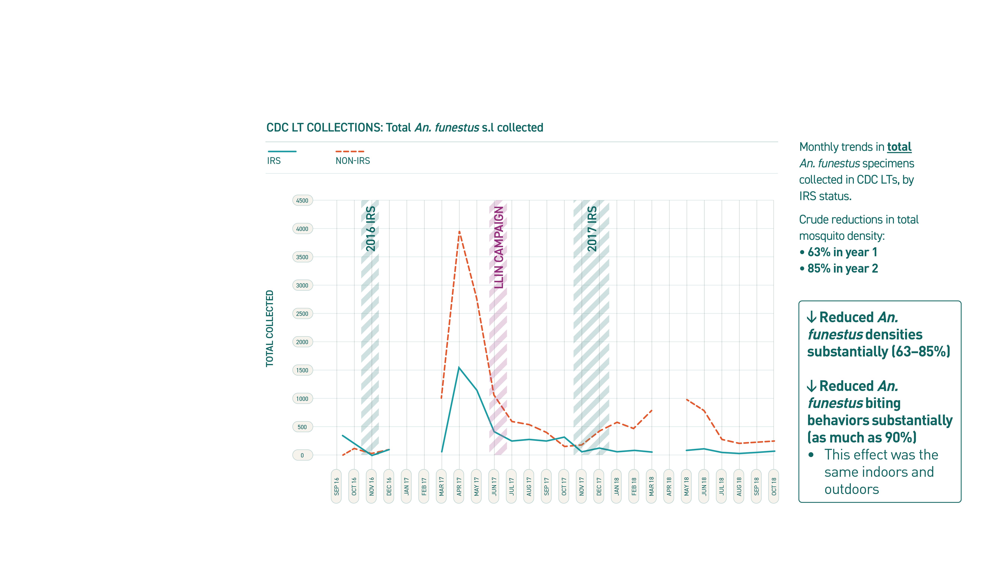 CDC LT COLLECTIONS: Total An. funestus s.l collected
IRS
NON-IRS
TOTAL COLLECTED
4500
4000
3500
3000
2500
2000
1500
1000
500
0
2016 IRS
LLIN CAMPAIGN
2017 IRS
SEP 16
OCT 16
NOV 16
DEC 16
JAN 17
FEB 17
MAR 17
APR 17
MAY 17
JUN 17
JUL 17
AUG 17
SEP 17
OCT 17
NOV 17
DEC 17
JAN 18
FEB 18
MAR 18
APR 18
MAY 18
JUN 18
JUL 18
AUG 18
SEP 18
OCT 18
Monthly trends in total
An. funestus specimens
collected in CDC LTs, by
IRS status.
Crude reductions in total
mosquito density:
• 63% in year 1
• 85% in year 2
↓ Reduced An.
funestus densities
substantially (63–85%)
↓ Reduced An.
funestus biting
behaviors substantially
(as much as 90%)
• This effect was the
same indoors and
outdoors